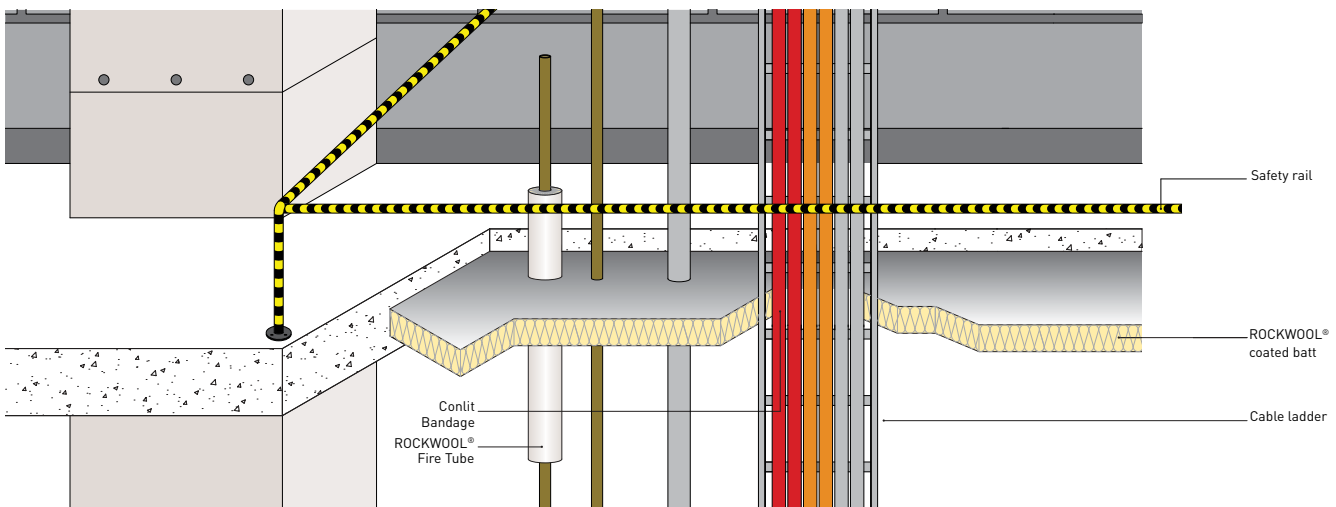 Safety rail
ROCKWOOL®
coated batt
Conlit
Bandage
Cable ladder
ROCKWOOL®
Fire Tube